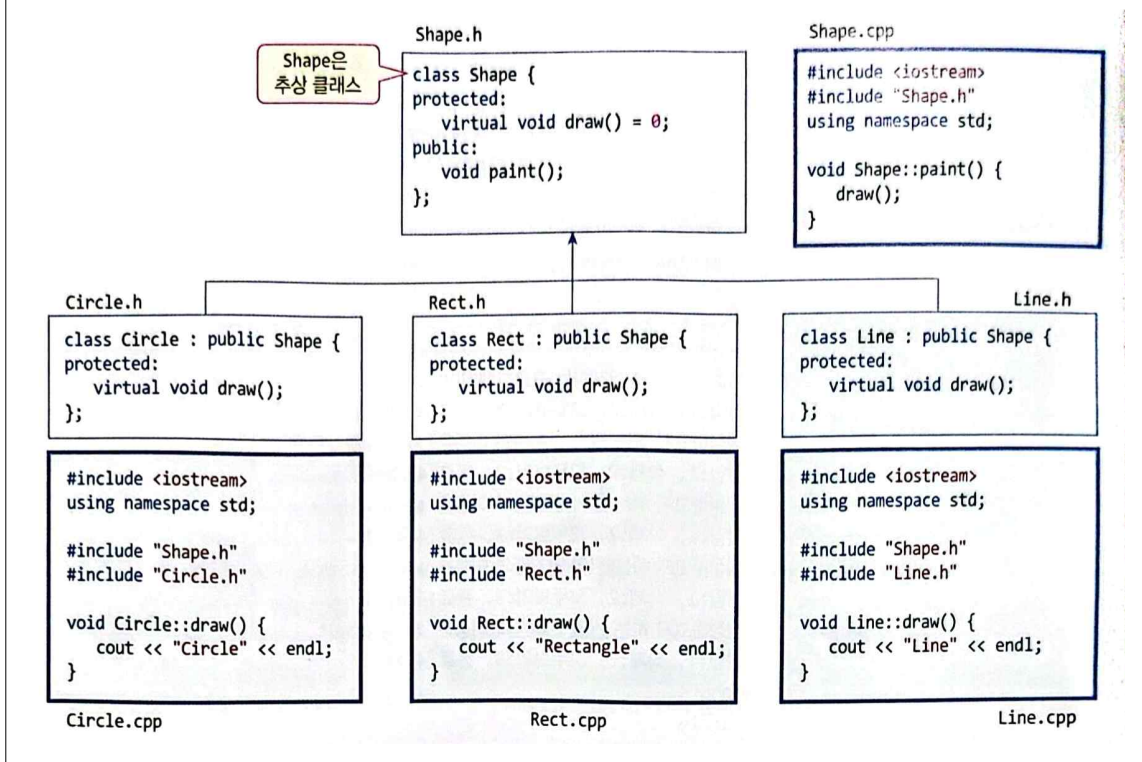 Shape.h
Shape은
추상 클래스
class Shape {
protected:
   virtual void draw() = 0;
public:
   void paint();
};
Shape.cpp
#include <iostream>
#include "Shape.h"
using namespace std;

void Shape::paint() {
   draw();
}
Circle.h
class Circle : public Shape {
protected:
   virtual void draw();
};
#include <iostream>
using namespace std;

#include "Shape.h"
#include "Circle.h"

void Circle::draw() {
   cout << "Circle" << endl;
}
Circle.cpp
Rect.h
class Rect : public Shape {
protected:
   virtual void draw();
};
#include <iostream>
using namespace std;

#include "Shape.h"
#include "Rect.h"

void Rect::draw() {
   cout << "Rectangle" << endl;
}
Rect.cpp
Line.h
class Line : public Shape {
protected:
   virtual void draw();
};
#include <iostream>
using namespace std;

#include "Shape.h"
#include "Line.h"

void Line::draw() {
   cout << "Line" << endl;
}
Line.cpp